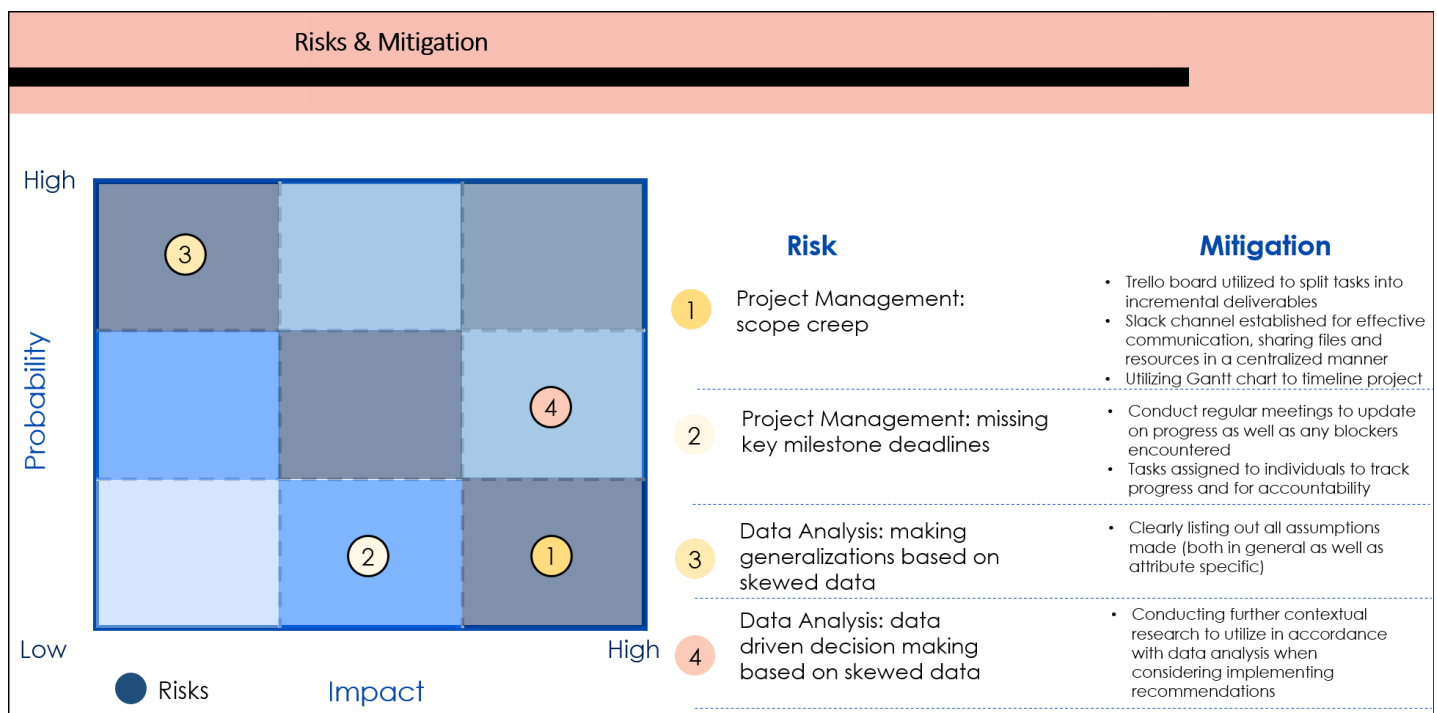 Risks & Mitigation
High
3
4
2
1
Probability
Low
High
Risks
Impact
Risk
Mitigation
1
Project Management:
scope creep
• Trello board utilized to split tasks into
incremental deliverables
• Slack channel established for effective
communication, sharing files and
resources in a centralized manner
• Utilizing Gantt chart to timeline project
2
Project Management: missing
key milestone deadlines
• Conduct regular meetings to update
on progress as well as any blockers
encountered
• Tasks assigned to individuals to track
progress and for accountability
3
Data Analysis: making
generalizations based on
skewed data
• Clearly listing out all assumptions
made (both in general as well as
attribute specific)
4
Data Analysis: data
driven decision making
based on skewed data
• Conducting further contextual
research to utilize in accordance
with data analysis when
considering implementing
recommendations